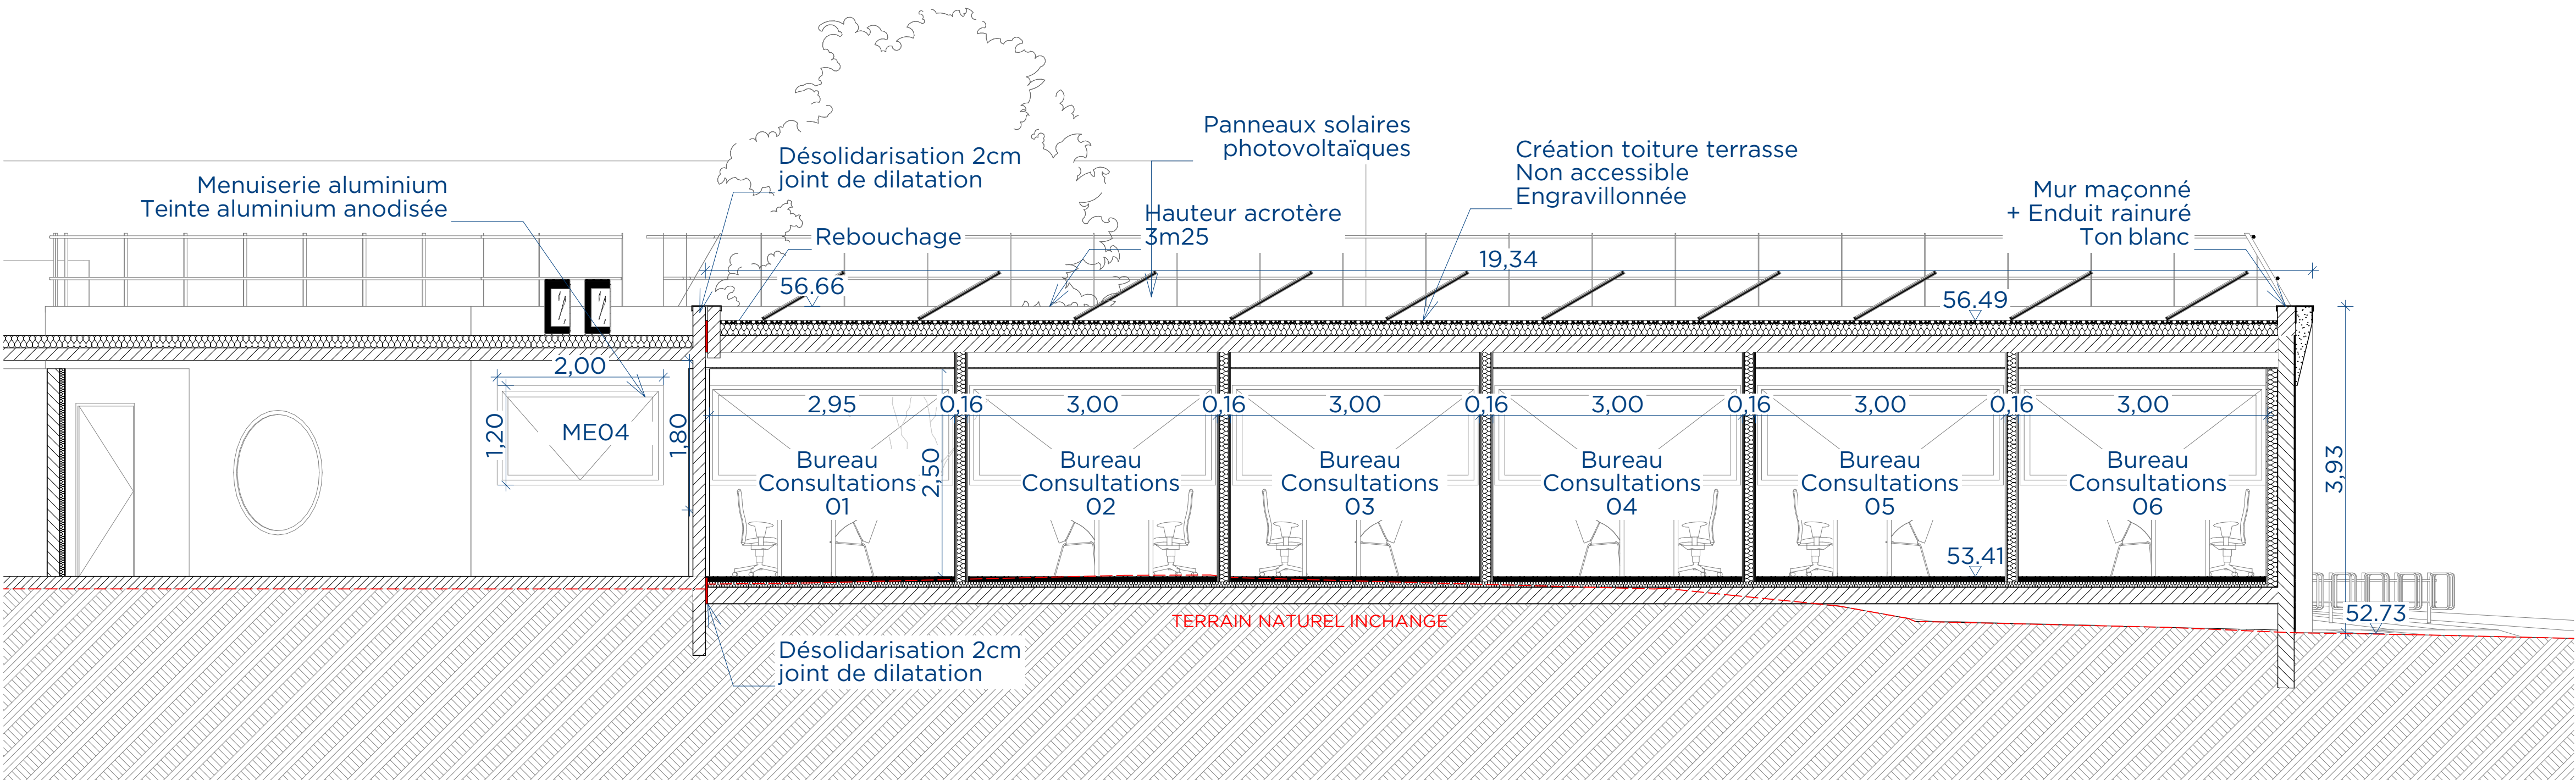 Panneaux solaires
photovoltaïques
Désolidarisation 2cm
joint de dilatation
Création toiture terrasse
Non accessible
Engravillonnée
Menuiserie aluminium
Teinte aluminium anodisée
Mur maçonné
+ Enduit rainuré
Ton blanc
Hauteur acrotère
3m25
Rebouchage
19,34
56.66
56.49
2,00
1,20
ME04
1,80
2,95
0,16
3,00
0,16
3,00
0,16
3,00
0,16
3,00
0,16
3,00
2,50
3,93
Bureau
Consultations
01
Bureau
Consultations
02
Bureau
Consultations
03
Bureau
Consultations
04
Bureau
Consultations
05
Bureau
Consultations
06
53.41
52.73
TERRAIN NATUREL INCHANGE
Désolidarisation 2cm
joint de dilatation